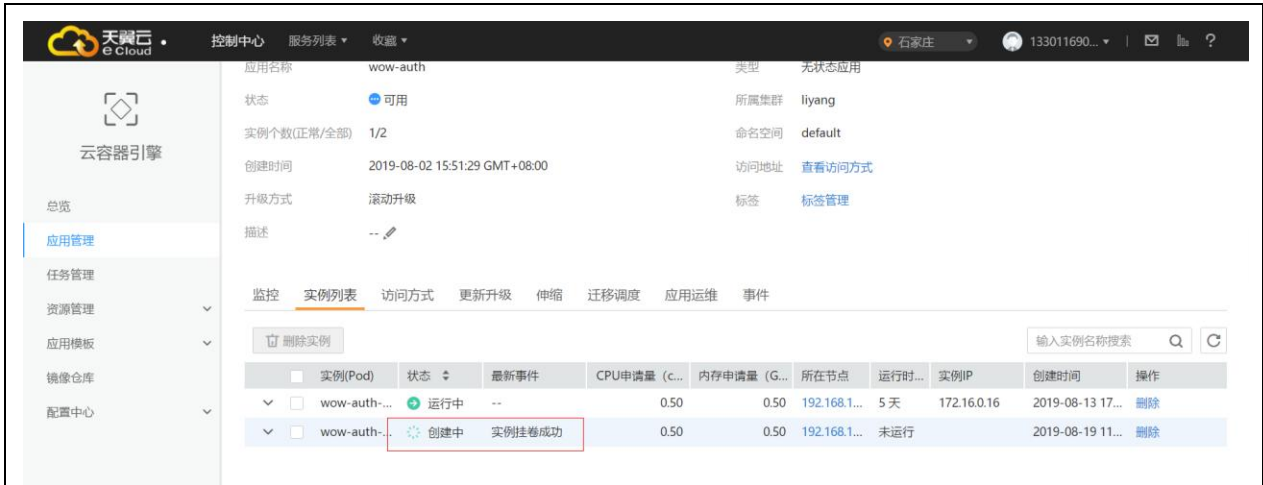 天翼云 e Cloud 控制中心 服务列表 收藏 石家庄 133011690... ?
应用名称 wow-auth 类型 无状态应用
状态 可用 所属集群 liyang
实例个数(正常/全部) 1/2 命名空间 default
云容器引擎
创建时间 2019-08-02 15:51:29 GMT+08:00 访问地址 查看访问方式
总览
升级方式 滚动升级 标签 标签管理
应用管理
描述 --
任务管理
监控 实例列表 访问方式 更新升级 伸缩 迁移调度 应用运维 事件
资源管理
应用模板
删除实例 输入实例名称搜索
镜像仓库
实例(Pod) 状态 最新事件 CPU申请量 (c... 内存申请量 (G... 所在节点 运行时... 实例IP 创建时间 操作
配置中心
wow-auth-... 运行中 -- 0.50 0.50 192.168.1... 5 天 172.16.0.16 2019-08-13 17... 删除
wow-auth-... 创建中 实例挂卷成功 0.50 0.50 192.168.1... 未运行 2019-08-19 11... 删除